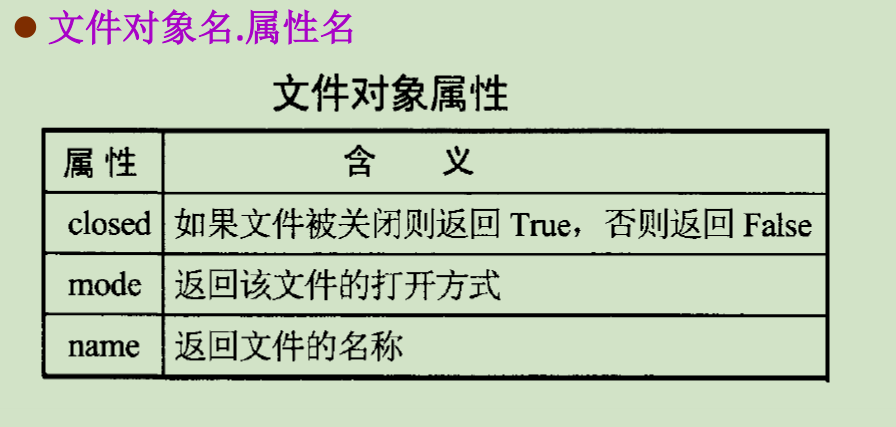 文件对象名.属性名
文件对象属性
属 性 含 义
closed 如果文件被关闭则返回 True，否则返回 False
mode 返回该文件的打开方式
name 返回文件的名称